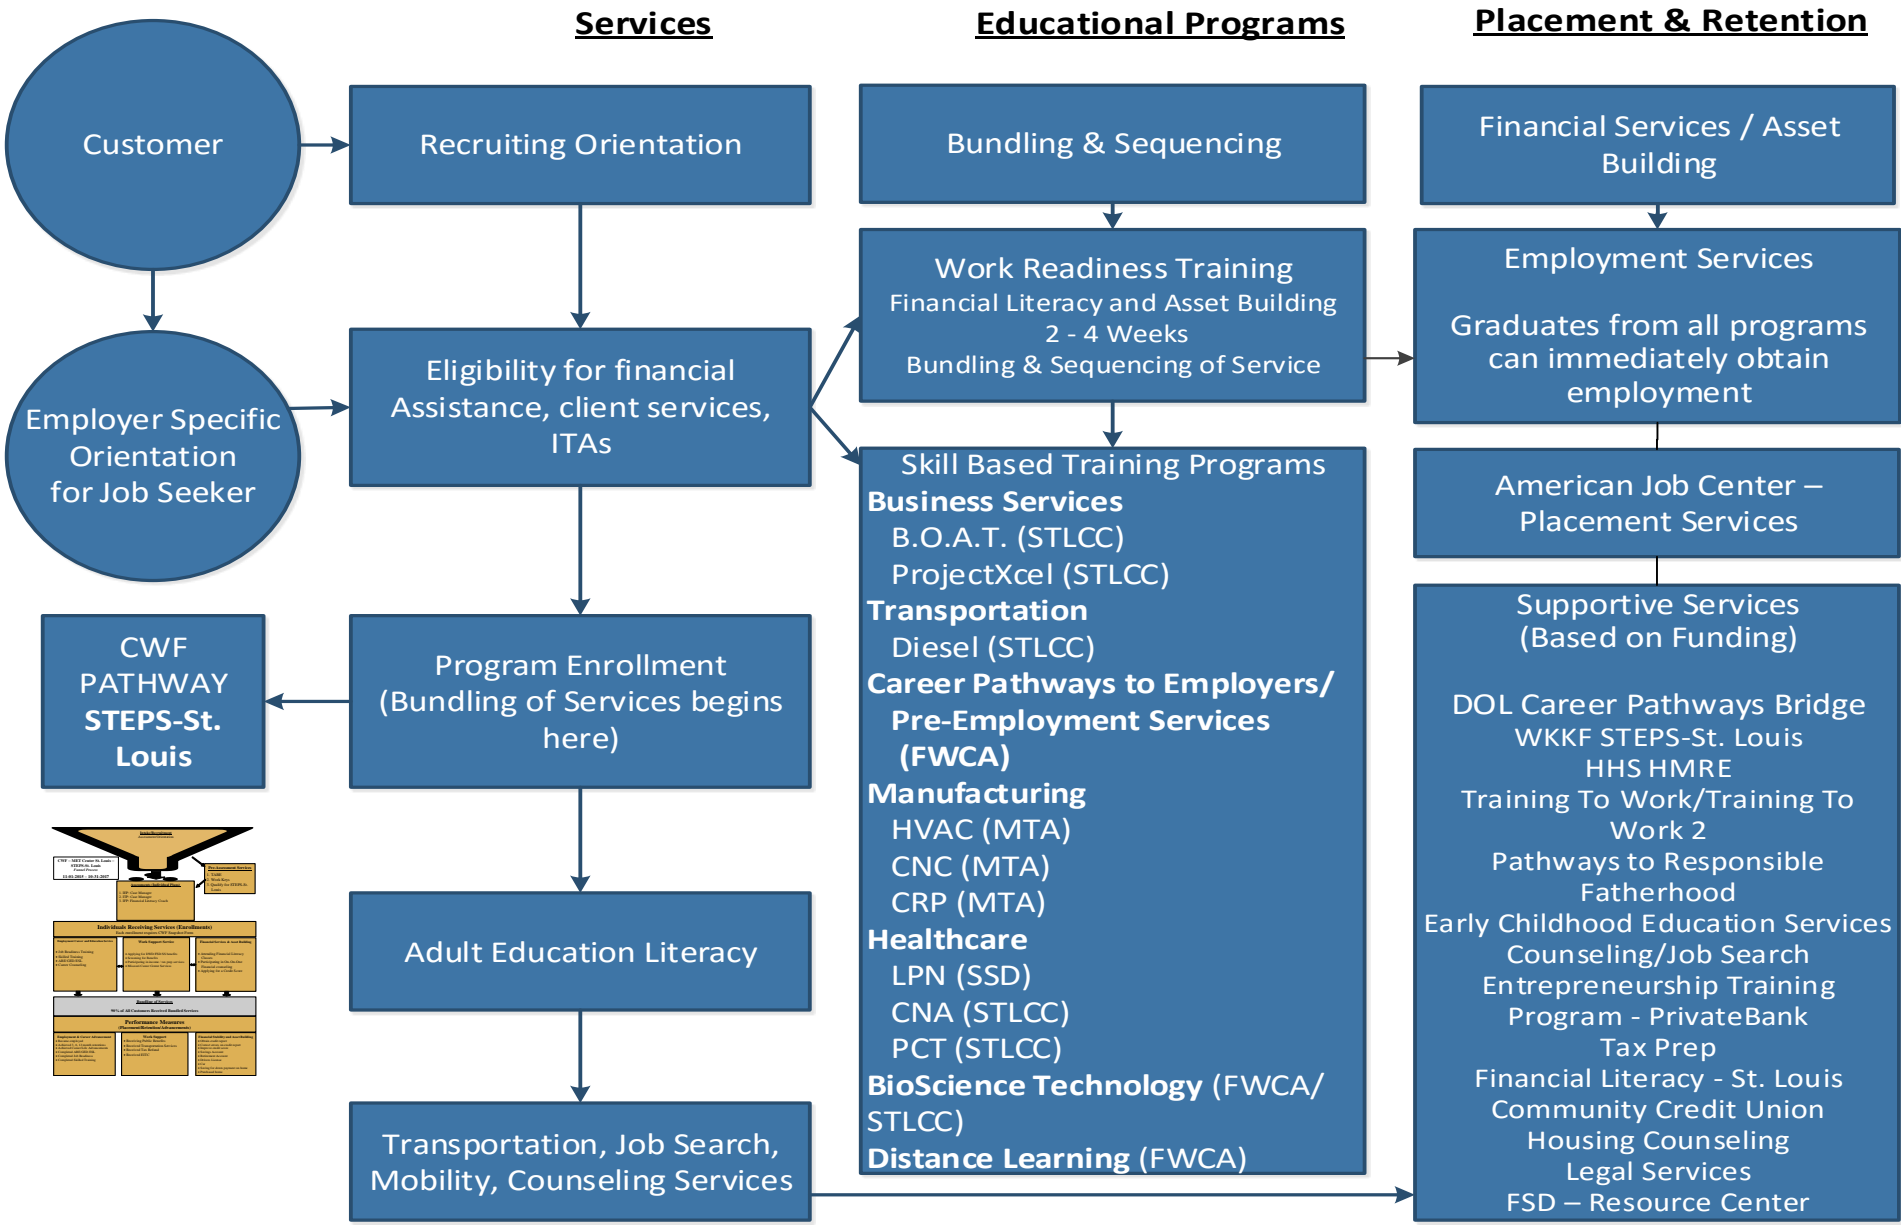 Services
Educational Programs
Placement & Retention
Customer
Recruiting Orientation
Bundling & Sequencing
Financial Services / Asset
Building
Work Readiness Training
Financial Literacy and Asset Building
2 - 4 Weeks
Bundling & Sequencing of Service
Employment Services
Graduates from all programs
can immediately obtain
employment
Employer Specific
Orientation
for Job Seeker
Eligibility for financial
Assistance, client services,
ITAs
Skill Based Training Programs
Business Services
B.O.A.T. (STLCC)
ProjectXcel (STLCC)
Transportation
Diesel (STLCC)
Career Pathways to Employers/
Pre-Employment Services
(FWCA)
Manufacturing
HVAC (MTA)
CNC (MTA)
CRP (MTA)
Healthcare
LPN (SSD)
CNA (STLCC)
PCT (STLCC)
BioScience Technology (FWCA/
STLCC)
Distance Learning (FWCA)
American Job Center –
Placement Services
CWF
PATHWAY
STEPS-St.
Louis
Program Enrollment
(Bundling of Services begins
here)
Supportive Services
(Based on Funding)
DOL Career Pathways Bridge
WKKF STEPS-St. Louis
HHS HMRE
Training To Work/Training To
Work 2
Pathways to Responsible
Fatherhood
Early Childhood Education Services
Counseling/Job Search
Entrepreneurship Training
Program - PrivateBank
Tax Prep
Financial Literacy - St. Louis
Community Credit Union
Housing Counseling
Legal Services
FSD – Resource Center
Adult Education Literacy
Transportation, Job Search,
Mobility, Counseling Services
Individuals Receiving Services (Enrollments)
Performance Measures
(Placement/Retention/Advancements)